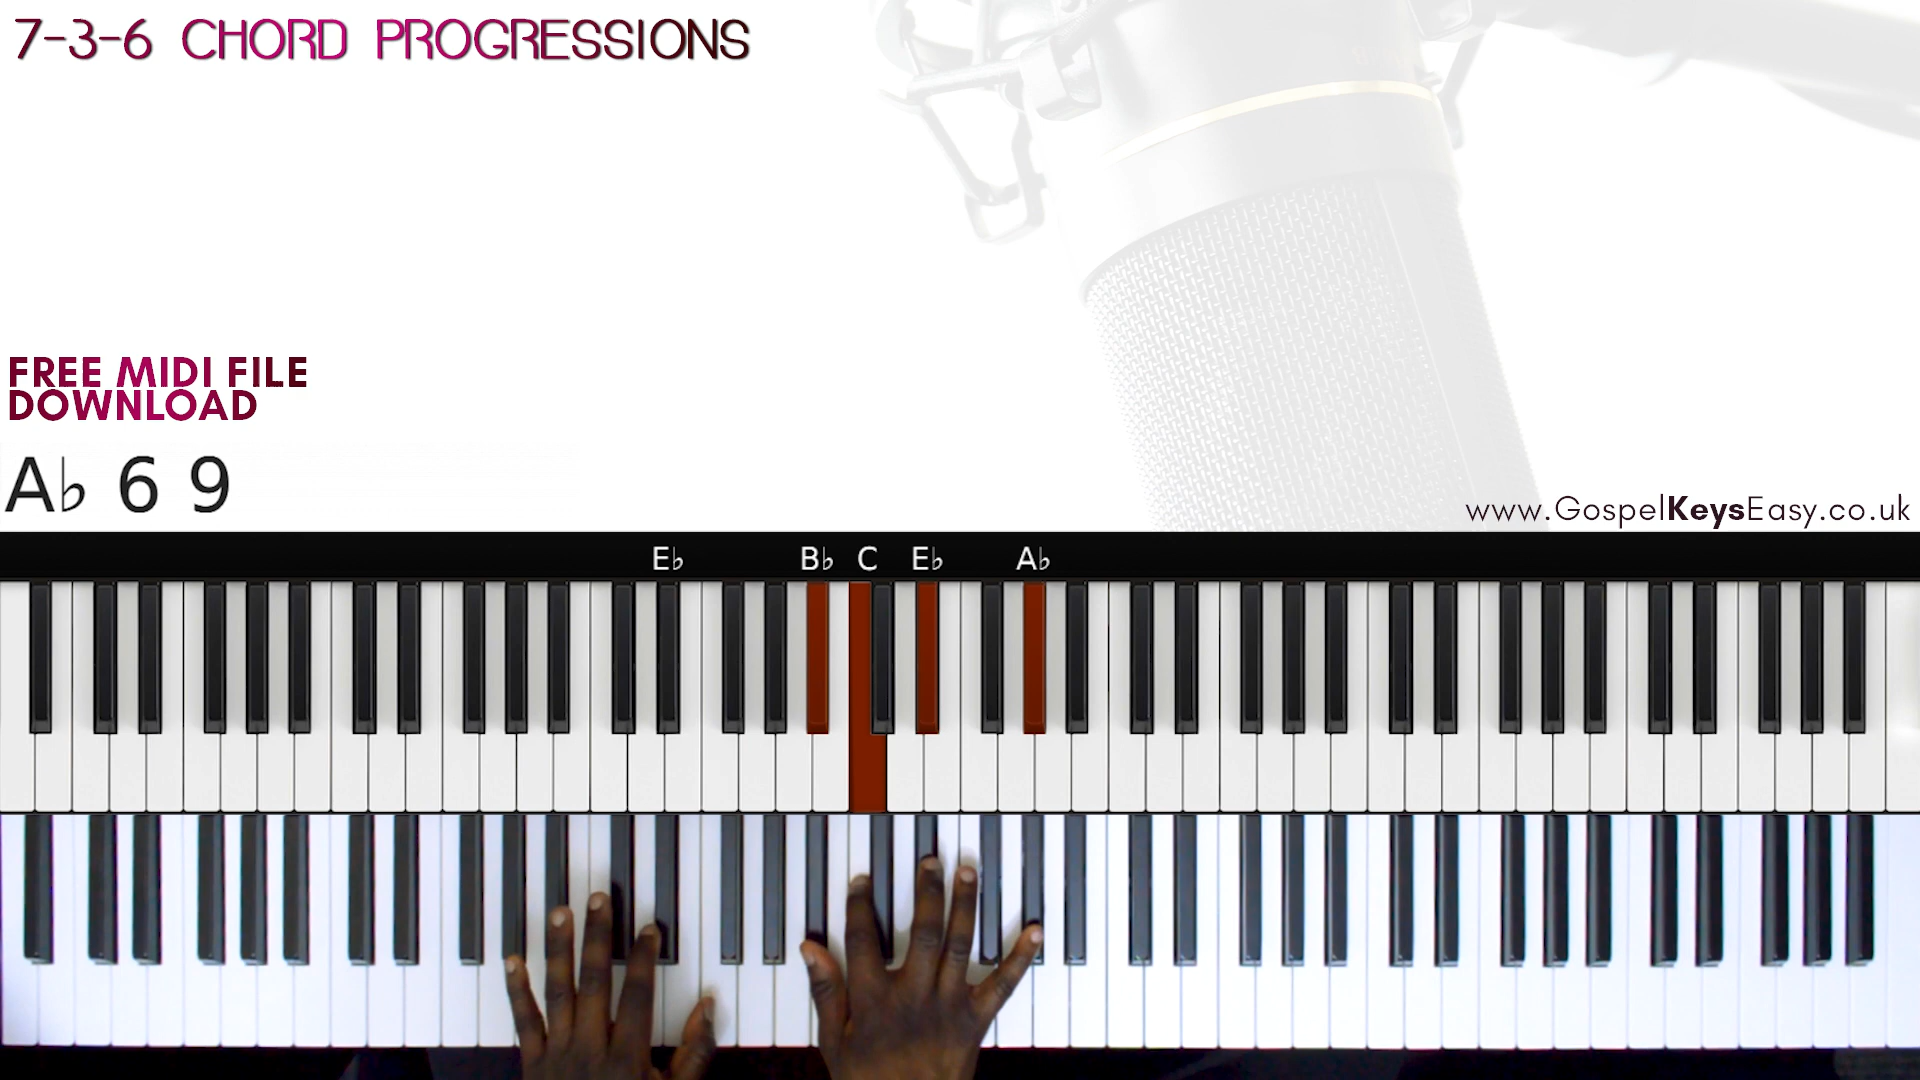 7-3-6 CHORD PROGRESSIONS
FREE MIDI FILE
DOWNLOAD
A♭ 6 9
www.GospelKeysEasy.co.uk
E♭ B♭ C E♭ A♭